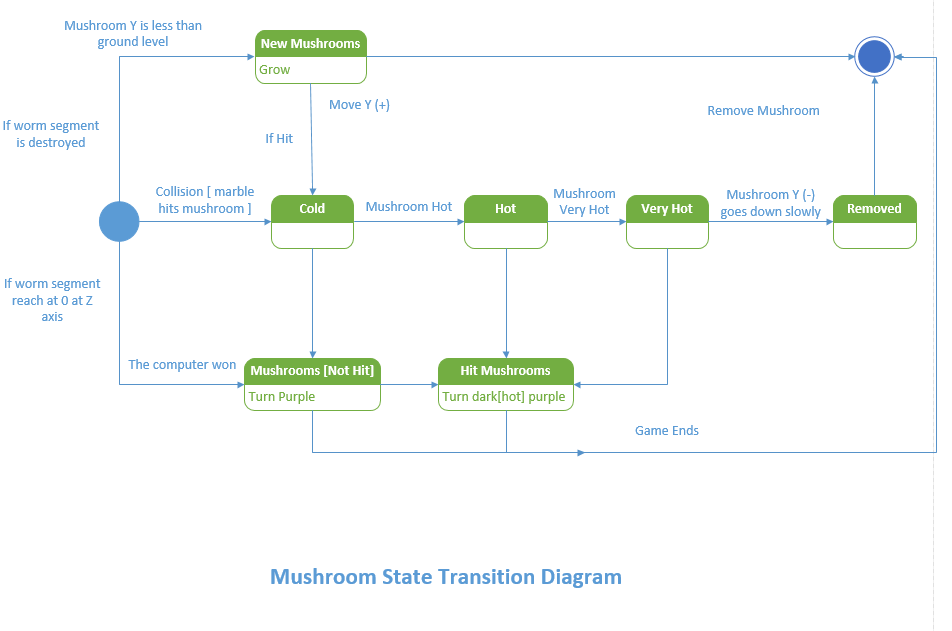 Mushroom Y is less than
ground level
New Mushrooms
Grow
Move Y (+)
Remove Mushroom
If worm segment
is destroyed
If Hit
Collision [ marble
hits mushroom ]
Cold
Mushroom Hot
Hot
Mushroom
Very Hot
Very Hot
Mushroom Y (-)
goes down slowly
Removed
If worm segment
reach at 0 at Z
axis
The computer won
Mushrooms [Not Hit]
Turn Purple
Hit Mushrooms
Turn dark[hot] purple
Game Ends
Mushroom State Transition Diagram